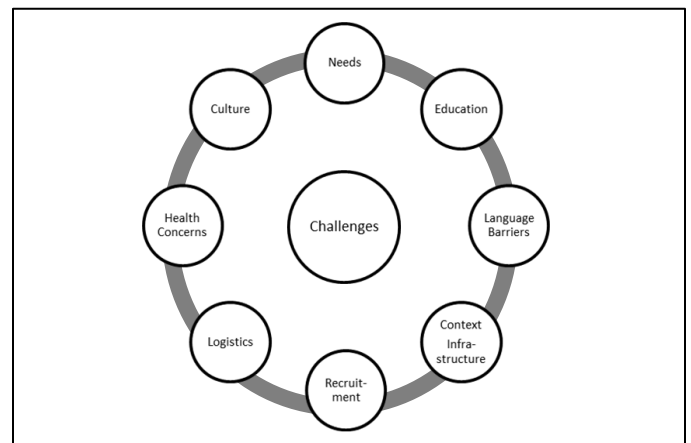 Needs
Education
Language
Barriers
Context
Infra-
structure
Recruit-
ment
Logistics
Health
Concerns
Culture
Challenges